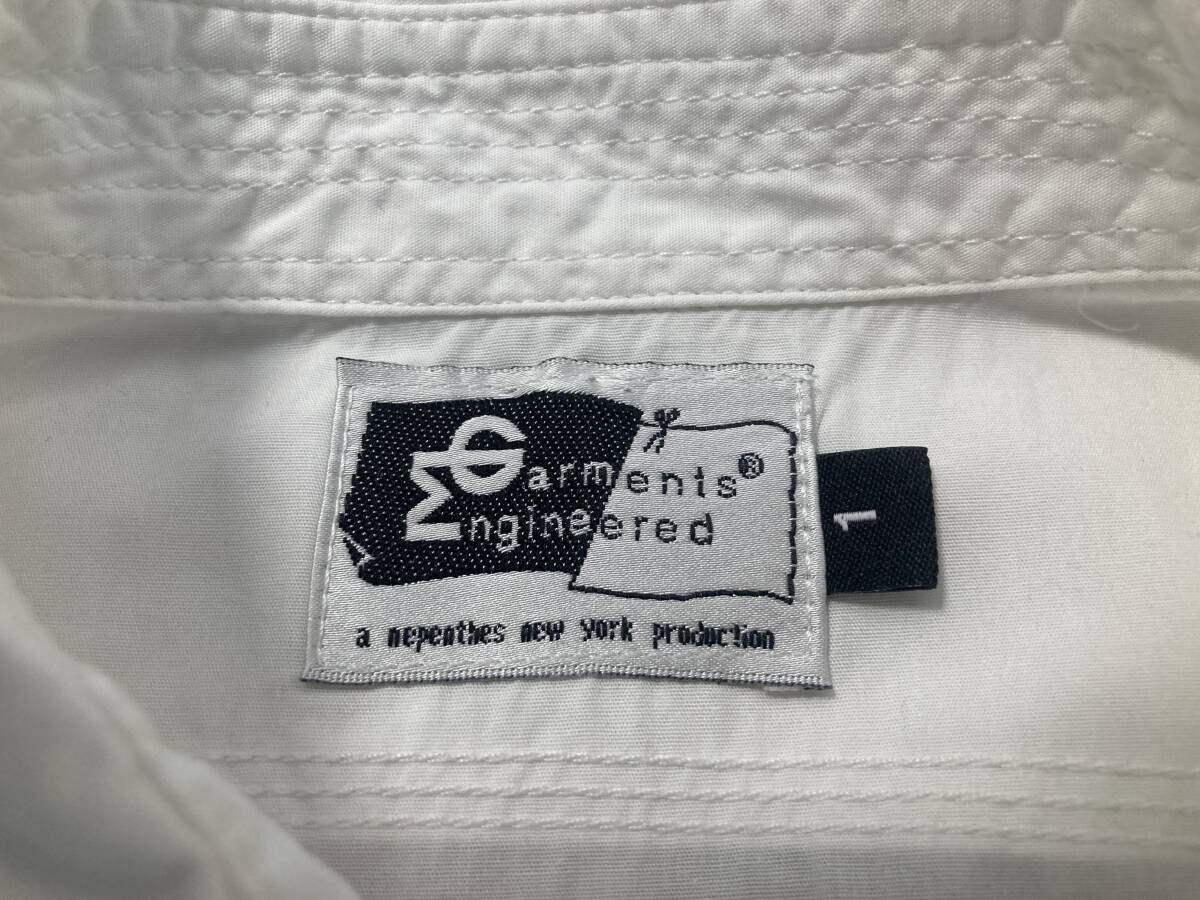 Garments®
Engineered
a nepenthes new york production
1